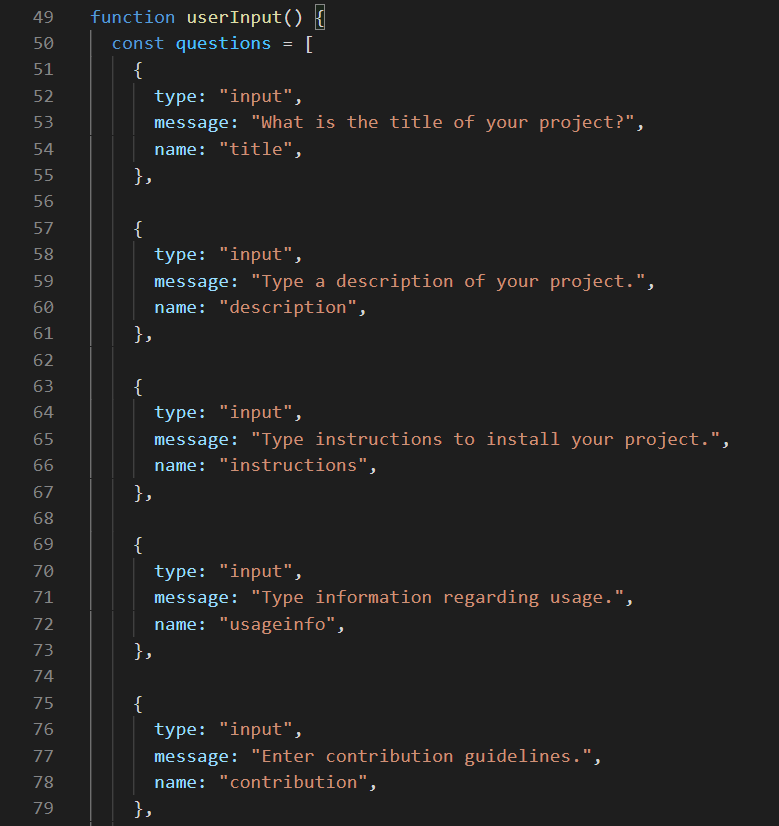 49 function userInput() {
50   const questions = [
51     {
52       type: "input",
53       message: "What is the title of your project?",
54       name: "title",
55     },
56
57     {
58       type: "input",
59       message: "Type a description of your project.",
60       name: "description",
61     },
62
63     {
64       type: "input",
65       message: "Type instructions to install your project.",
66       name: "instructions",
67     },
68
69     {
70       type: "input",
71       message: "Type information regarding usage.",
72       name: "usageinfo",
73     },
74
75     {
76       type: "input",
77       message: "Enter contribution guidelines.",
78       name: "contribution",
79     },